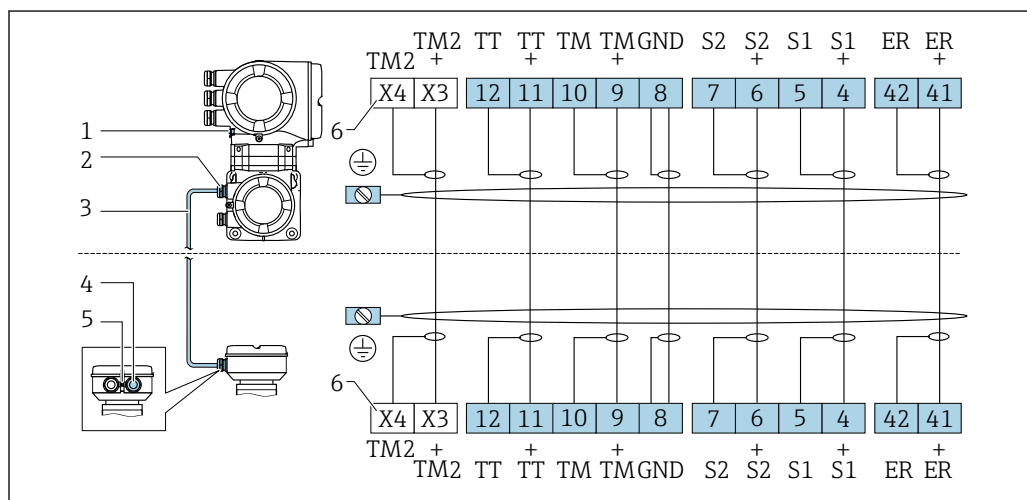 TM2 TT TT TM TM GND S2 S2 S1 S1 ER ER
TM2 + + + + + +
X4 X3 12 11 10 9 8 7 6 5 4 42 41
6
1
2
3
4
5
6
X4 X3 12 11 10 9 8 7 6 5 4 42 41
TM2 + + + + + +
TM2 TT TT TM TM GND S2 S2 S1 S1 ER ER